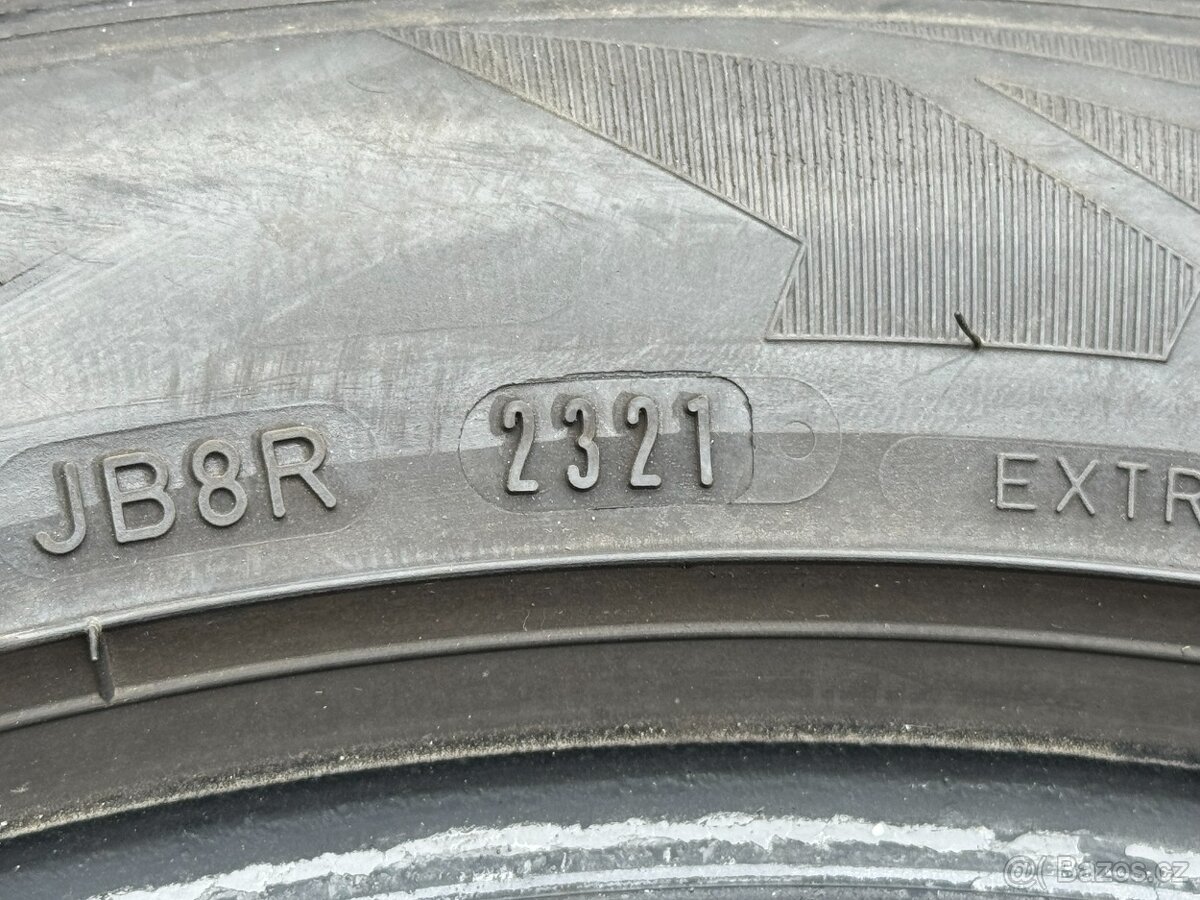 JB8R 2321 EXTR
@( Bazos.cz